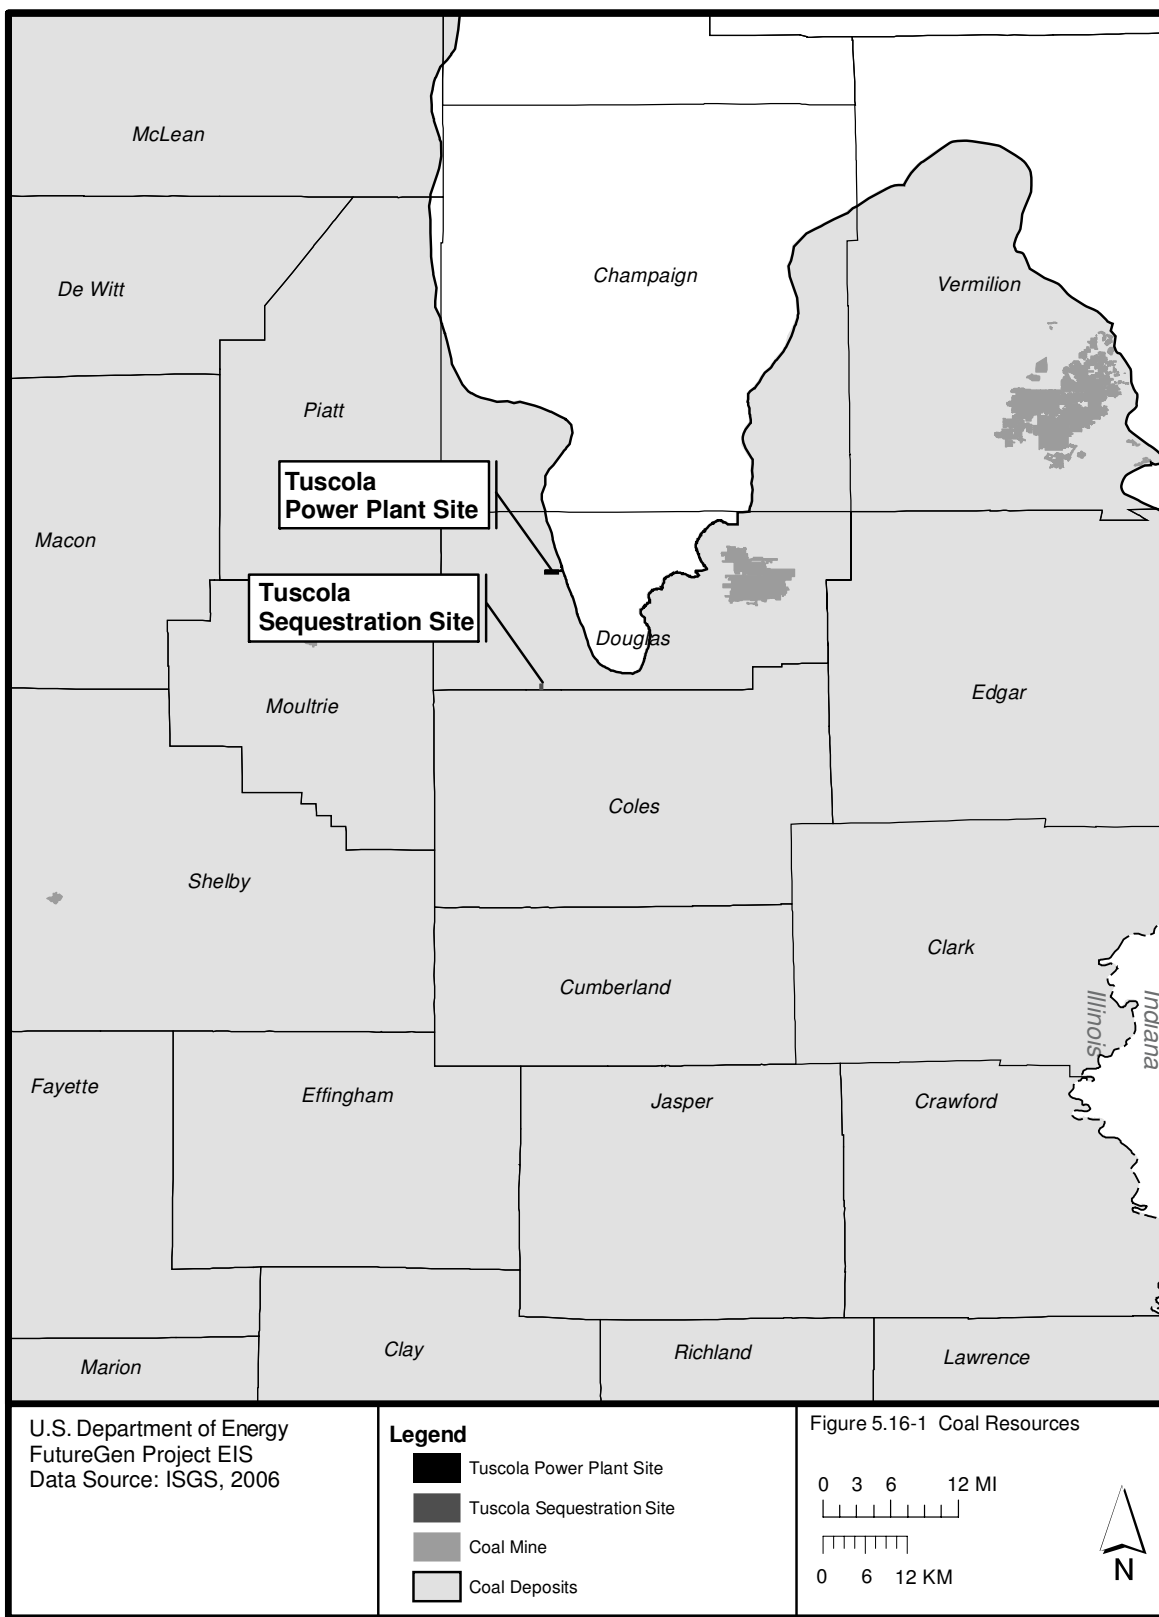 McLean
De Witt
Champaign
Vermilion
Piatt
Tuscola
Power Plant Site
Macon
Tuscola
Sequestration Site
Douglas
Moultrie
Edgar
Coles
Shelby
Clark
Cumberland
Illinois
Indiana
Fayette
Effingham
Jasper
Crawford
Marion
Clay
Richland
Lawrence
U.S. Department of Energy
FutureGen Project EIS
Data Source: ISGS, 2006
Legend
Tuscola Power Plant Site
Tuscola Sequestration Site
Coal Mine
Coal Deposits
Figure 5.16-1 Coal Resources
0 3 6 12 MI
0 6 12 KM
N